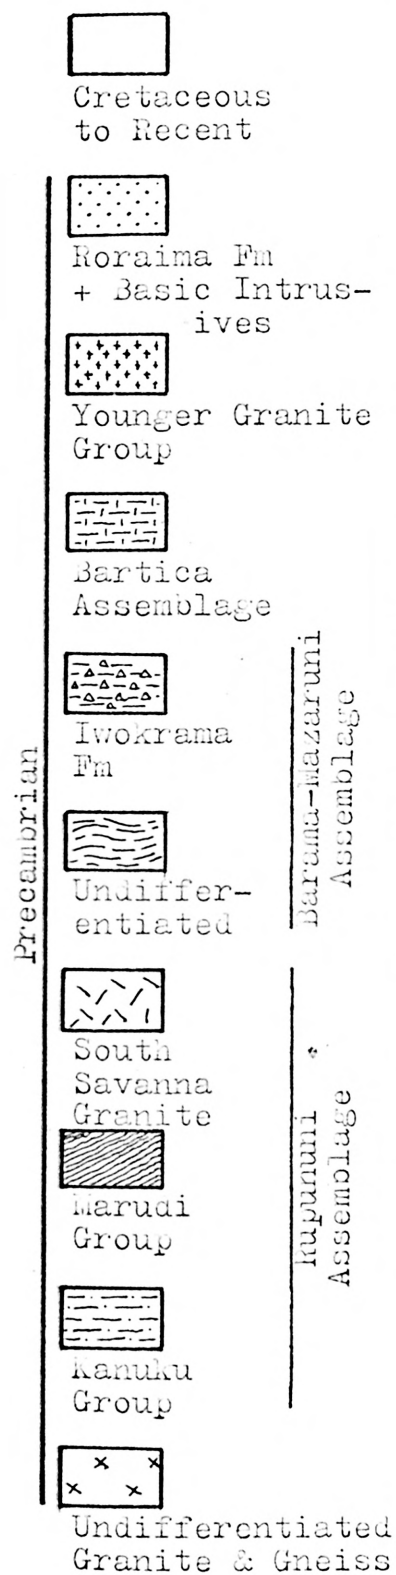 Cretaceous
to Recent
Roraima Fm
+ Basic Intrus-
ives
Younger Granite
Group
Bartica
Assemblage
Iwokrama
Fm
Undiffer-
entiated
Barama-Mazaruni
Assemblage
South
Savanna
Granite
Marudi
Group
Kanuku
Group
Rupununi
Assemblage
Precambrian
Undifferentiated
Granite & Gneiss